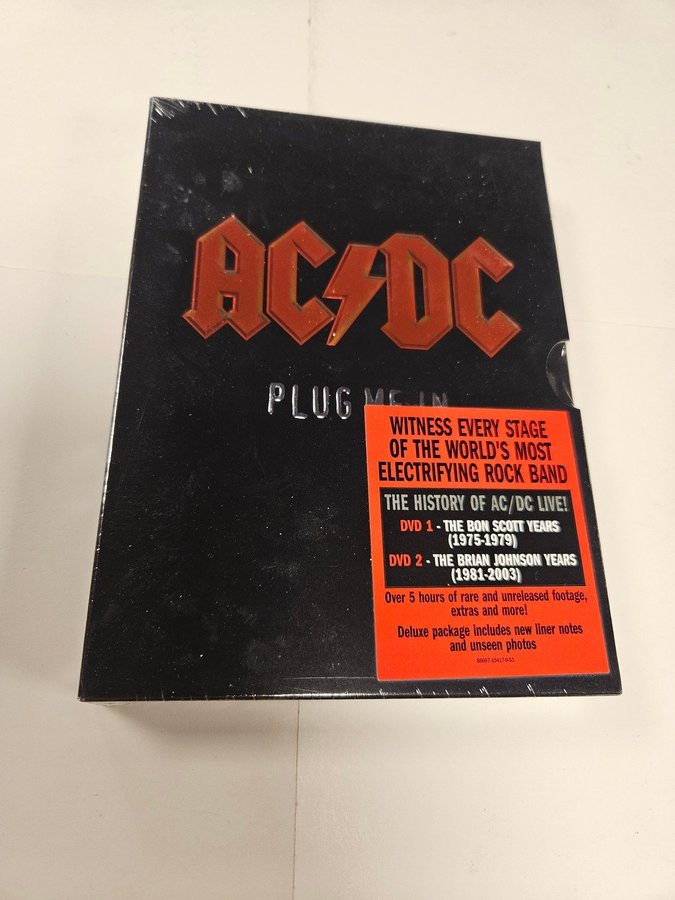 AC/DC
PLUG ME IN
WITNESS EVERY STAGE
OF THE WORLD'S MOST
ELECTRIFYING ROCK BAND
THE HISTORY OF AC/DC LIVE!
DVD 1 - THE BON SCOTT YEARS
(1975-1979)
DVD 2 - THE BRIAN JOHNSON YEARS
(1981-2003)
Over 5 hours of rare and unreleased footage,
extras and more!
Deluxe package includes new liner notes
and unseen photos